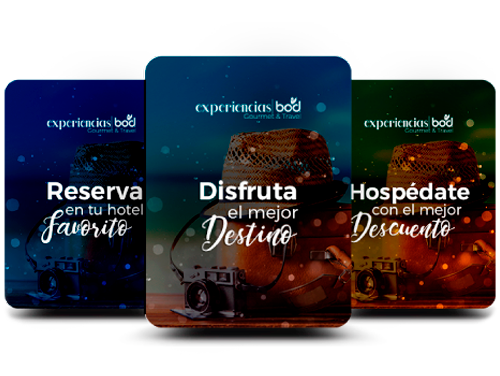 experiencias bod
Gourmet & Travel
Reserva
en tu hotel
Favorito
experiencias bod
Gourmet & Travel
Disfruta
el mejor
Destino
experiencias bod
Gourmet & Travel
Hospédate
con el mejor
Descuento